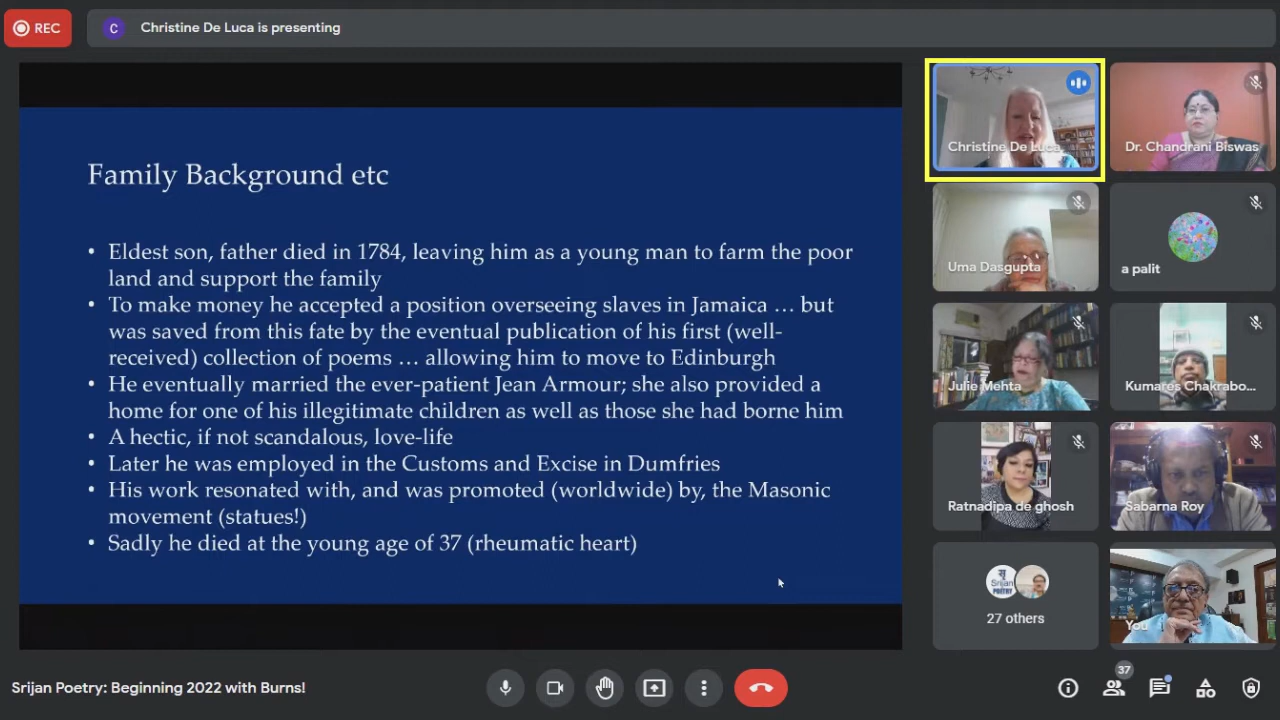 REC
C
Christine De Luca is presenting
Family Background etc
• Eldest son, father died in 1784, leaving him as a young man to farm the poor
land and support the family
• To make money he accepted a position overseeing slaves in Jamaica … but
was saved from this fate by the eventual publication of his first (well-
received) collection of poems … allowing him to move to Edinburgh
• He eventually married the ever-patient Jean Armour; she also provided a
home for one of his illegitimate children as well as those she had borne him
• A hectic, if not scandalous, love-life
• Later he was employed in the Customs and Excise in Dumfries
• His work resonated with, and was promoted (worldwide) by, the Masonic
movement (statues!)
• Sadly he died at the young age of 37 (rheumatic heart)
Christine De Luca
Dr. Chandrani Biswas
Uma Dasgupta
a palit
Julie Mehta
Kumares Chakrabo...
Ratnadipa de ghosh
Sabarna Roy
सृ
Srijan
POETRY
27 others
You
Srijan Poetry: Beginning 2022 with Burns!
37